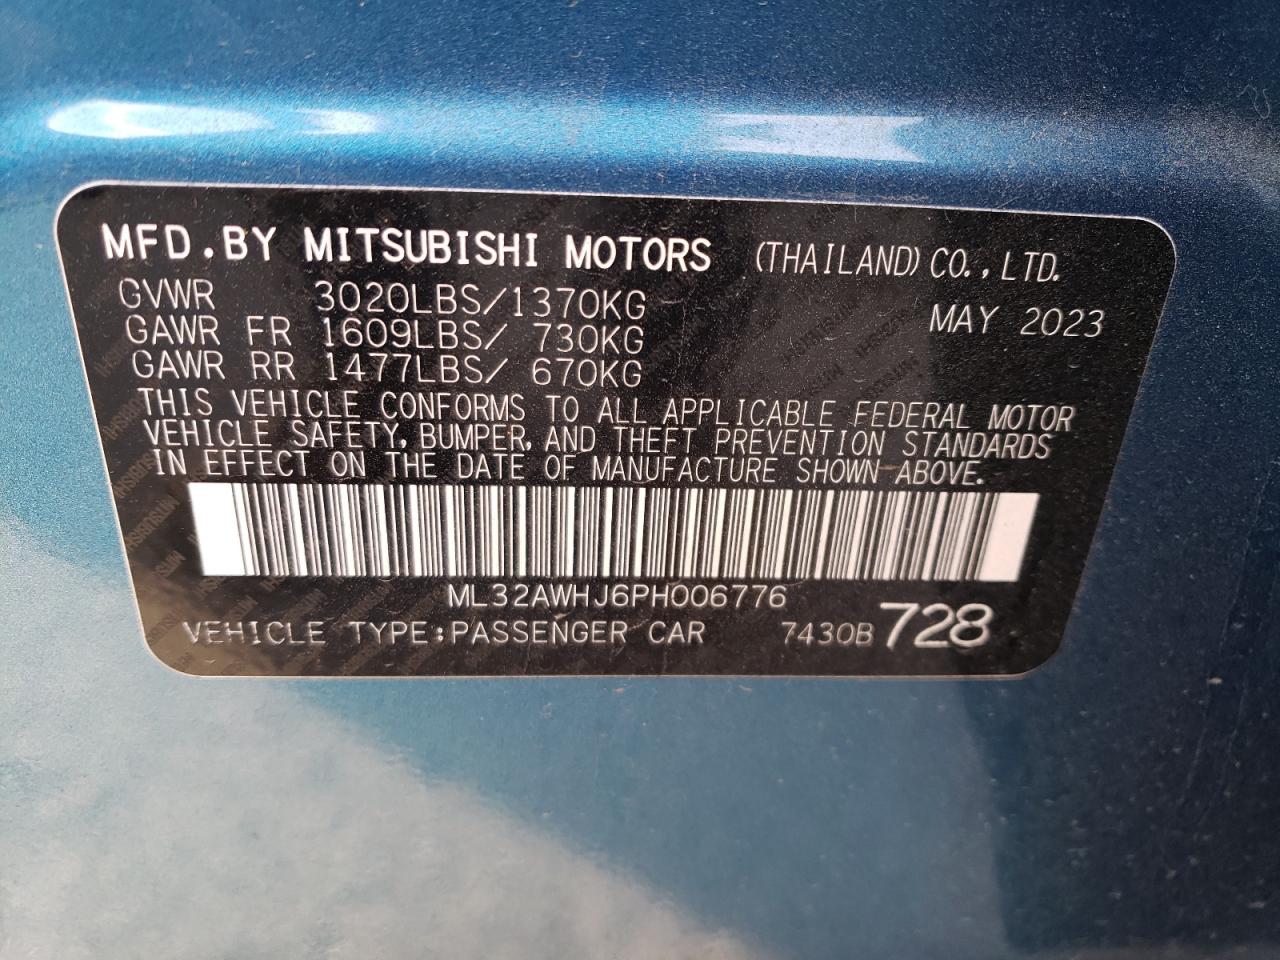 MFD.BY MITSUBISHI MOTORS (THAILAND) CO.,LTD.
GVWR 3020LBS/1370KG MAY 2023
GAWR FR 1609LBS/ 730KG
GAWR RR 1477LBS/ 670KG
THIS VEHICLE CONFORMS TO ALL APPLICABLE FEDERAL MOTOR
VEHICLE SAFETY, BUMPER, AND THEFT PREVENTION STANDARDS
IN EFFECT ON THE DATE OF MANUFACTURE SHOWN ABOVE.
ML32AWHJ6PH006776
VEHICLE TYPE:PASSENGER CAR 7430B 728